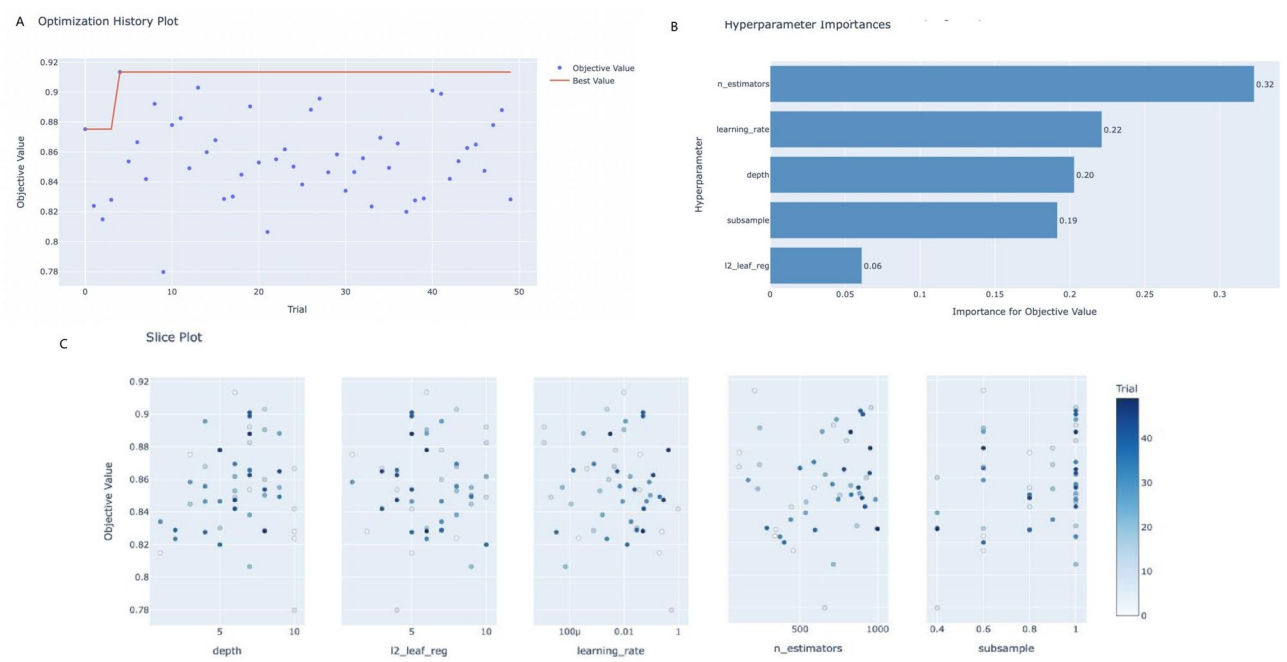 A Optimization History Plot
0.92
0.9
0.88
0.86
0.84
0.82
0.8
0.78
Objective Value
0 10 20 30 40 50
Trial
Objective Value
Best Value
B Hyperparameter Importances
n_estimators 0.32
learning_rate 0.22
depth 0.20
subsample 0.19
l2_leaf_reg 0.06
Hyperparameter
0 0.05 0.1 0.15 0.2 0.25 0.3
Importance for Objective Value
C Slice Plot
0.92
0.9
0.88
0.86
0.84
0.82
0.8
0.78
Objective Value
5 10
depth
5 10
l2_leaf_reg
100μ 0.01 1
learning_rate
500 1000
n_estimators
0.4 0.6 0.8 1
subsample
Trial
40
30
20
10
0